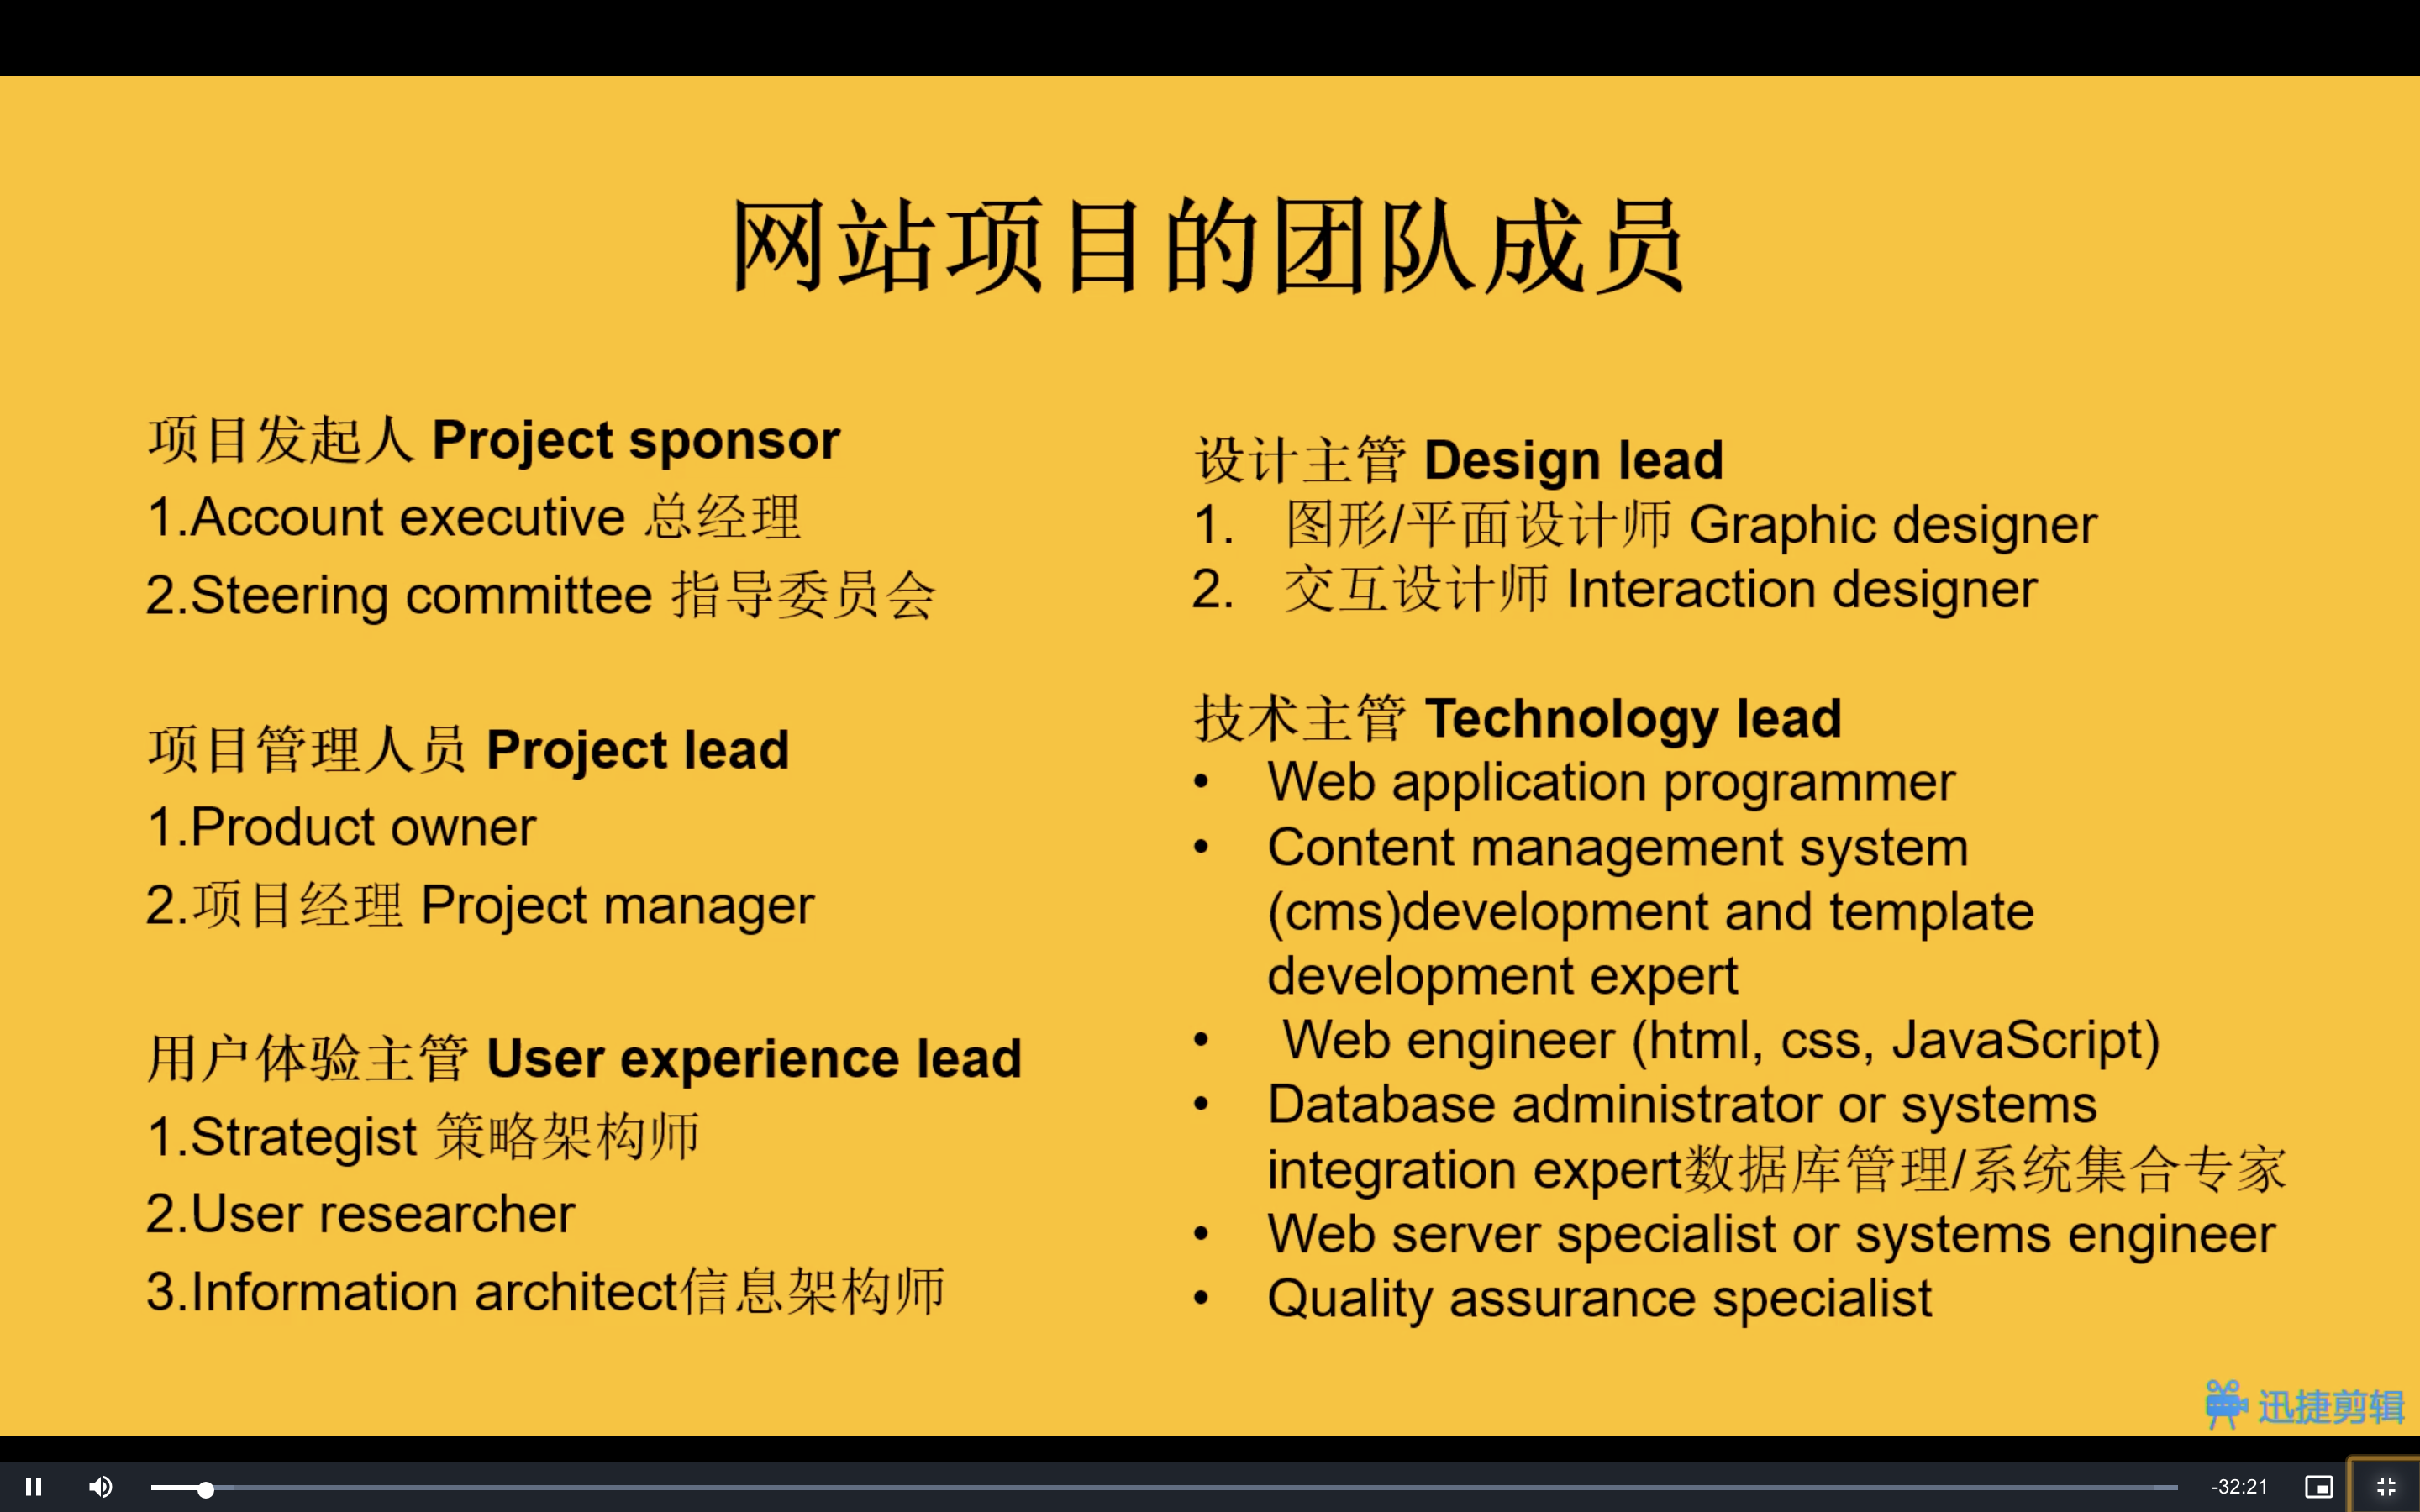 网站项目的团队成员
项目发起人 Project sponsor
1.Account executive 总经理
2.Steering committee 指导委员会
项目管理人员 Project lead
1.Product owner
2.项目经理 Project manager
用户体验主管 User experience lead
1.Strategist 策略架构师
2.User researcher
3.Information architect信息架构师
设计主管 Design lead
1. 图形/平面设计师 Graphic designer
2. 交互设计师 Interaction designer
技术主管 Technology lead
• Web application programmer
• Content management system
(cms)development and template
development expert
• Web engineer (html, css, JavaScript)
• Database administrator or systems
integration expert数据库管理/系统集合专家
• Web server specialist or systems engineer
• Quality assurance specialist
迅捷剪辑
-32:21